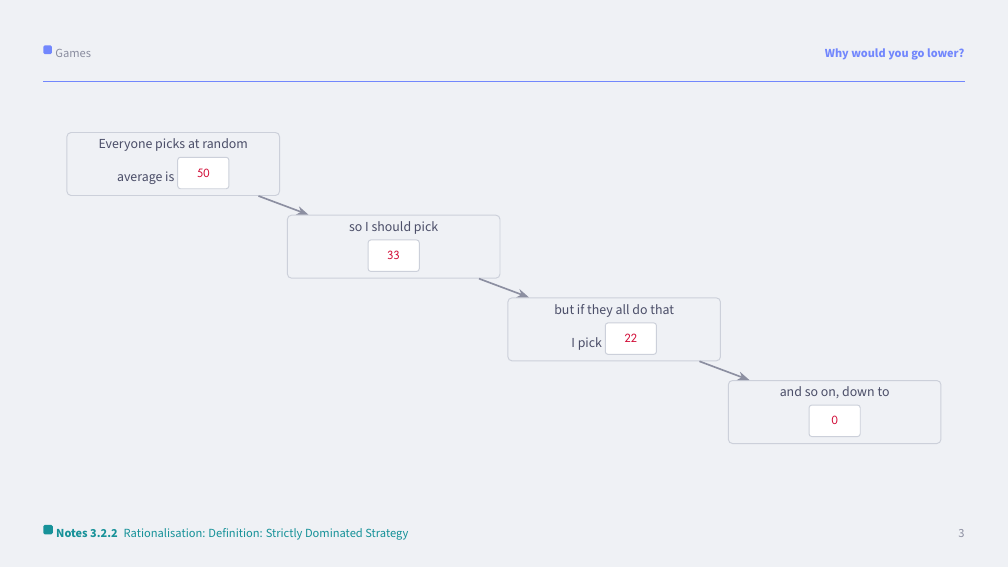 Games
Why would you go lower?
Everyone picks at random
average is 50
so I should pick
33
but if they all do that
I pick 22
and so on, down to
0
Notes 3.2.2 Rationalisation: Definition: Strictly Dominated Strategy
3